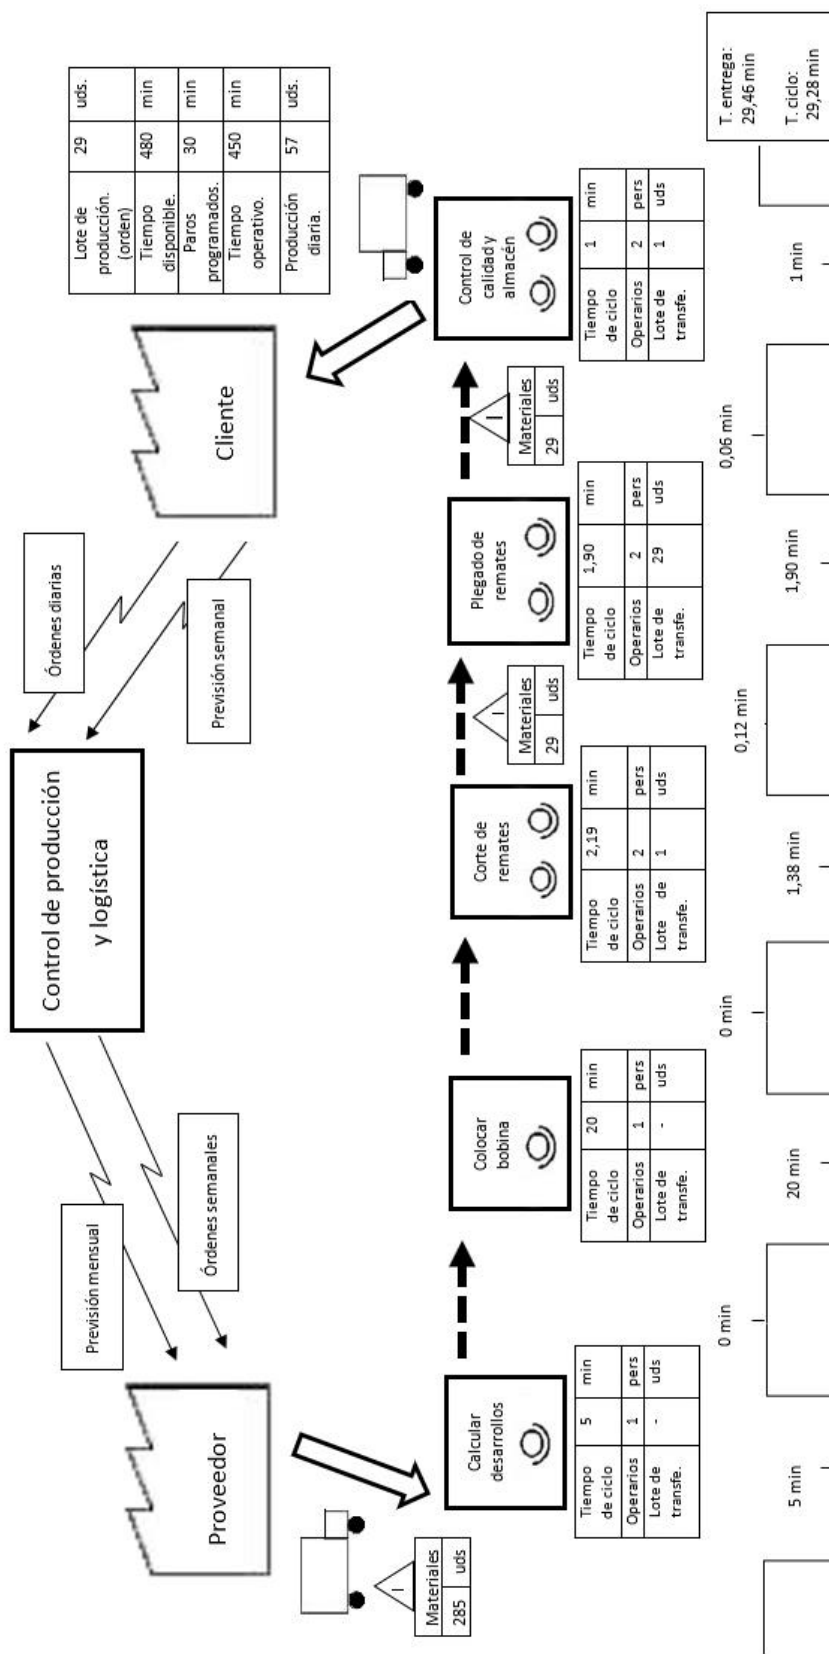 Control de producción
y logística
Previsión mensual
Órdenes semanales
Órdenes diarias
Previsión semanal
Proveedor
Cliente
Lote de
producción.
(orden)
29
uds.
Tiempo
disponible.
480
min
Paros
programados.
30
min
Tiempo
operativo.
450
min
Producción
diaria.
57
uds.
I
Materiales
285 uds
Calcular
desarrollos
Colocar
bobina
Corte de
remates
I
Materiales
29 uds
Plegado de
remates
I
Materiales
29 uds
Control de
calidad y
almacén
Tiempo
de ciclo
5 min
Operarios 1 pers
Lote de
transfe.
- uds
Tiempo
de ciclo
20 min
Operarios 1 pers
Lote de
transfe.
- uds
Tiempo
de ciclo
2,19 min
Operarios 2 pers
Lote de
transfe.
1 uds
Tiempo
de ciclo
1,90 min
Operarios 2 pers
Lote de
transfe.
29 uds
Tiempo
de ciclo
1 min
Operarios 2 pers
Lote de
transfe.
1 uds
5 min
0 min
20 min
0 min
1,38 min
0,12 min
1,90 min
0,06 min
1 min
T. entrega:
29,46 min
T. ciclo:
29,28 min